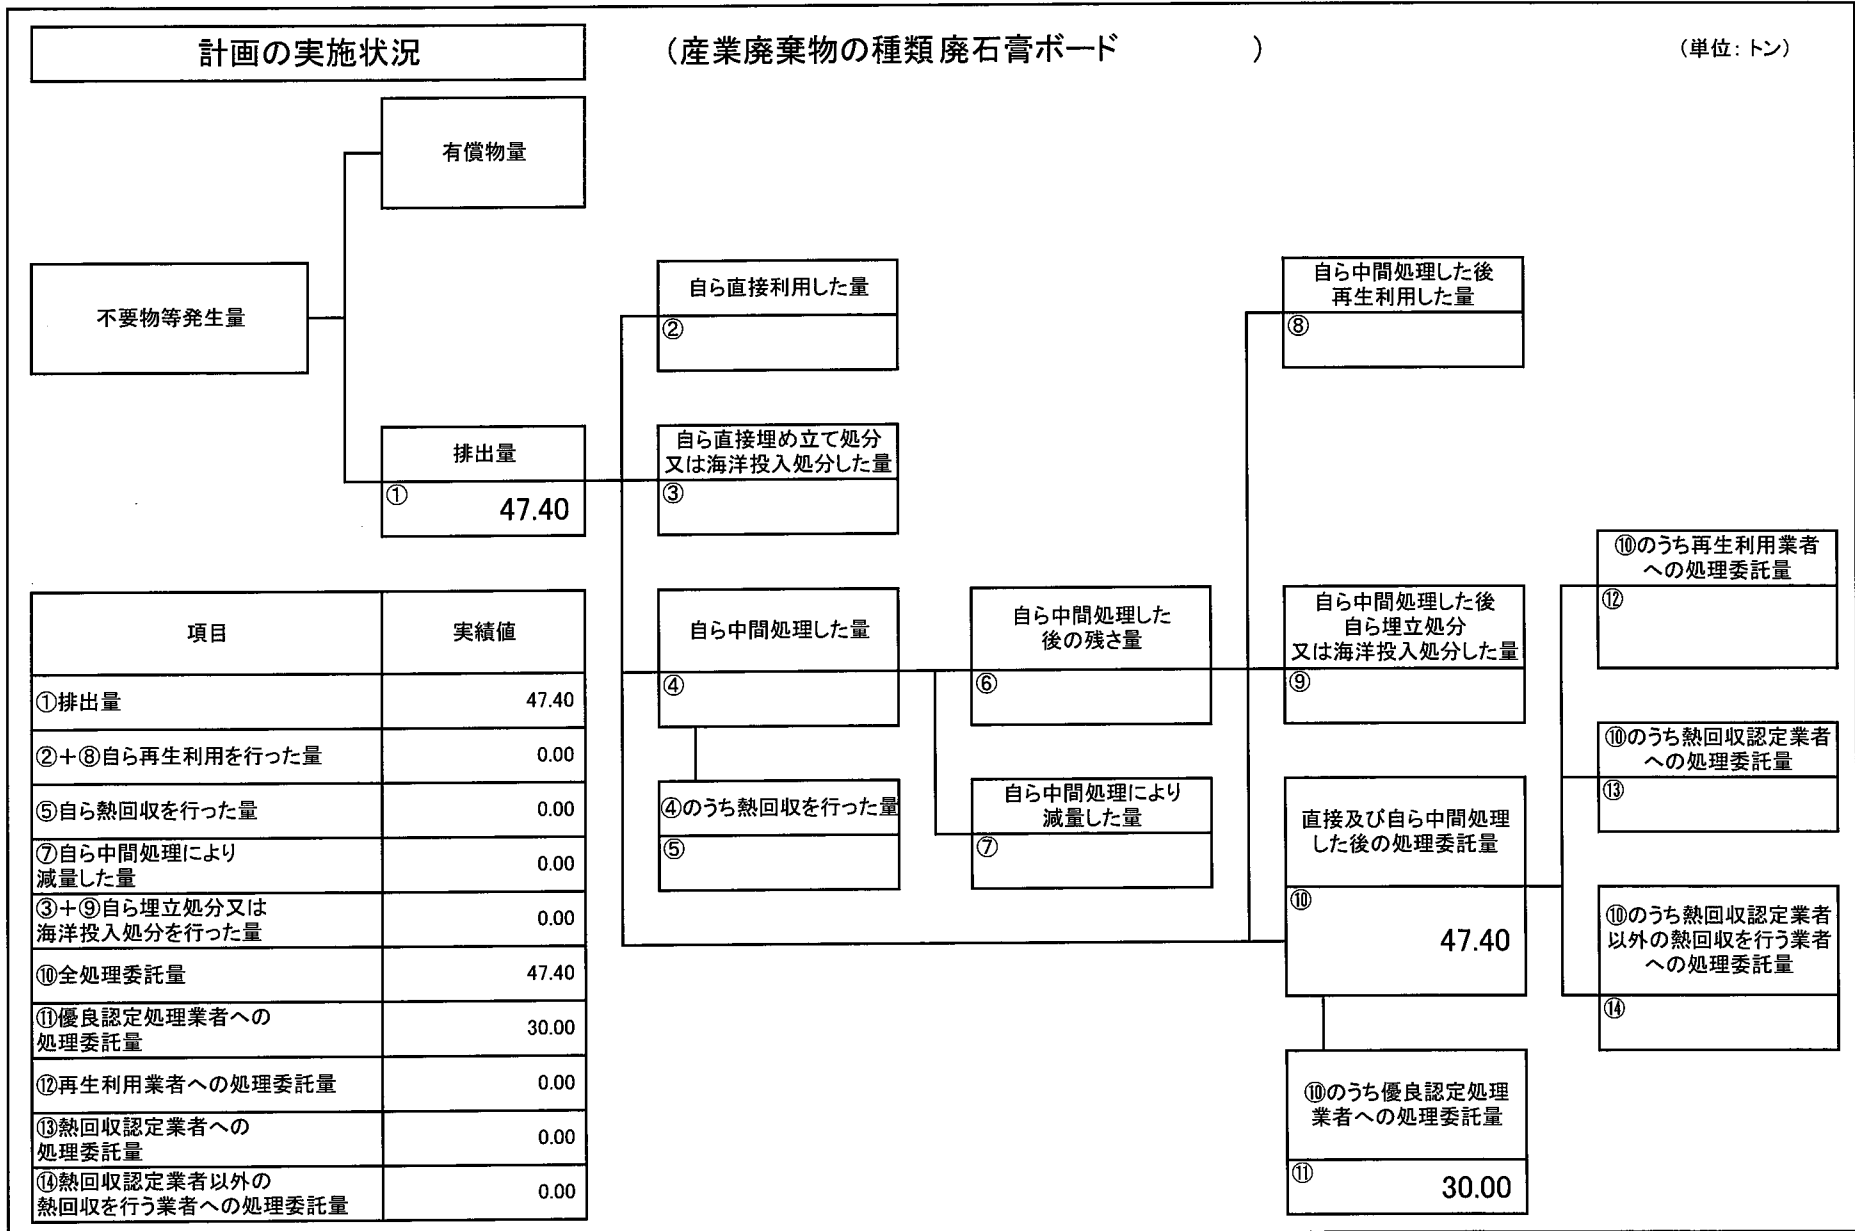 計画の実施状況
（産業廃棄物の種類 廃石膏ボード　　　　　）
（単位：トン）
有償物量
不要物等発生量
排出量
①
47.40
自ら直接利用した量
②
自ら直接埋め立て処分
又は海洋投入処分した量
③
自ら中間処理した量
④
④のうち熱回収を行った量
⑤
自ら中間処理した
後の残さ量
⑥
自ら中間処理により
減量した量
⑦
自ら中間処理した後
再生利用した量
⑧
自ら中間処理した後
自ら埋立処分
又は海洋投入処分した量
⑨
直接及び自ら中間処理
した後の処理委託量
⑩
47.40
⑩のうち優良認定処理
業者への処理委託量
⑪
30.00
⑩のうち再生利用業者
への処理委託量
⑫
⑩のうち熱回収認定業者
への処理委託量
⑬
⑩のうち熱回収認定業者
以外の熱回収を行う業者
への処理委託量
⑭
項目 実績値
①排出量 47.40
②＋⑧自ら再生利用を行った量 0.00
⑤自ら熱回収を行った量 0.00
⑦自ら中間処理により
減量した量 0.00
③＋⑨自ら埋立処分又は
海洋投入処分を行った量 0.00
⑩全処理委託量 47.40
⑪優良認定処理業者への
処理委託量 30.00
⑫再生利用業者への処理委託量 0.00
⑬熱回収認定業者への
処理委託量 0.00
⑭熱回収認定業者以外の
熱回収を行う業者への処理委託量 0.00